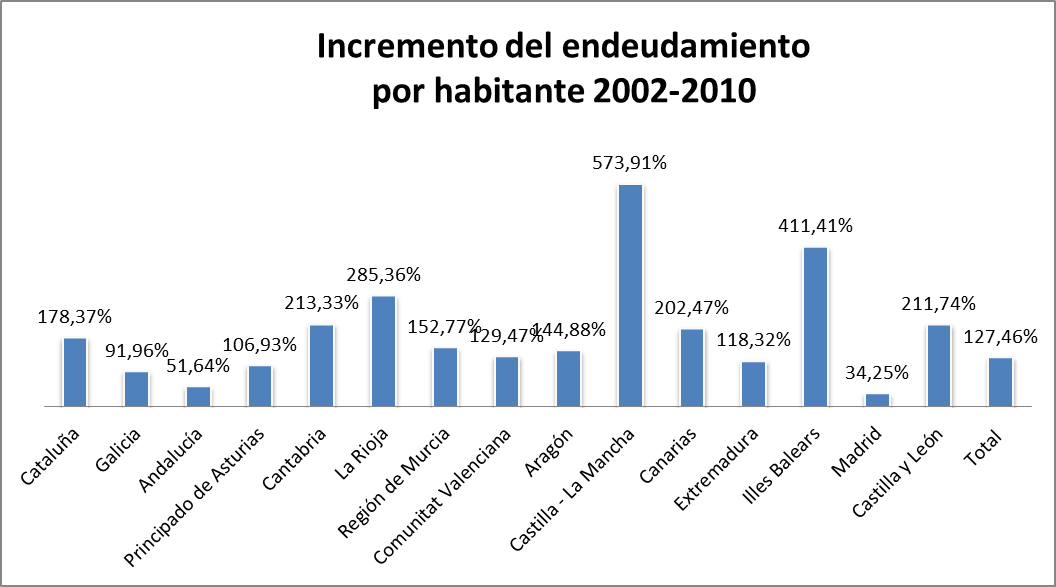 Incremento del endeudamiento
por habitante 2002-2010
178,37%
91,96%
51,64%
106,93%
213,33%
285,36%
152,77%
129,47%
144,88%
573,91%
202,47%
118,32%
411,41%
34,25%
211,74%
127,46%
Cataluña
Galicia
Andalucía
Principado de Asturias
Cantabria
La Rioja
Región de Murcia
Comunitat Valenciana
Aragón
Castilla - La Mancha
Canarias
Extremadura
Illes Balears
Madrid
Castilla y León
Total